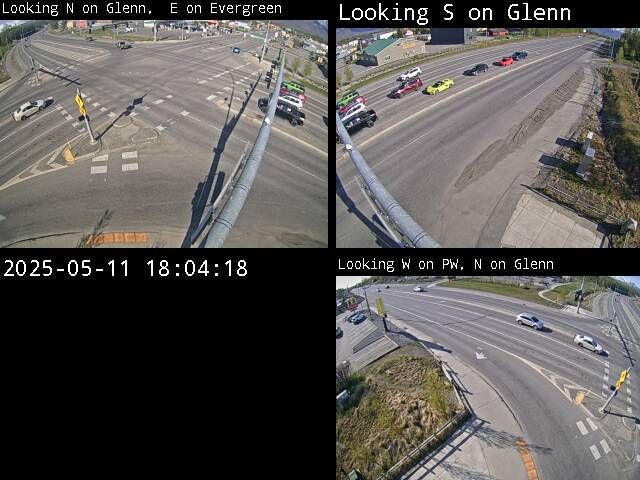 Looking N on Glenn,  E on Evergreen
Looking S on Glenn
2025-05-11 18:04:18
Looking W on PW, N on Glenn